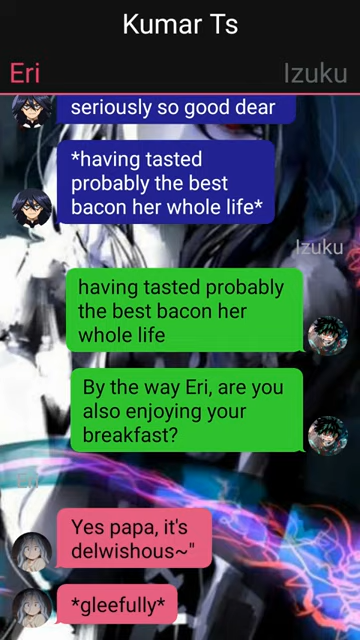 Kumar Ts
Eri
Izuku
seriously so good dear
*having tasted
probably the best
bacon her whole life*
Izuku
having tasted probably
the best bacon her
whole life
By the way Eri, are you
also enjoying your
breakfast?
Eri
Yes papa, it's
delwishous~"
*gleefully*